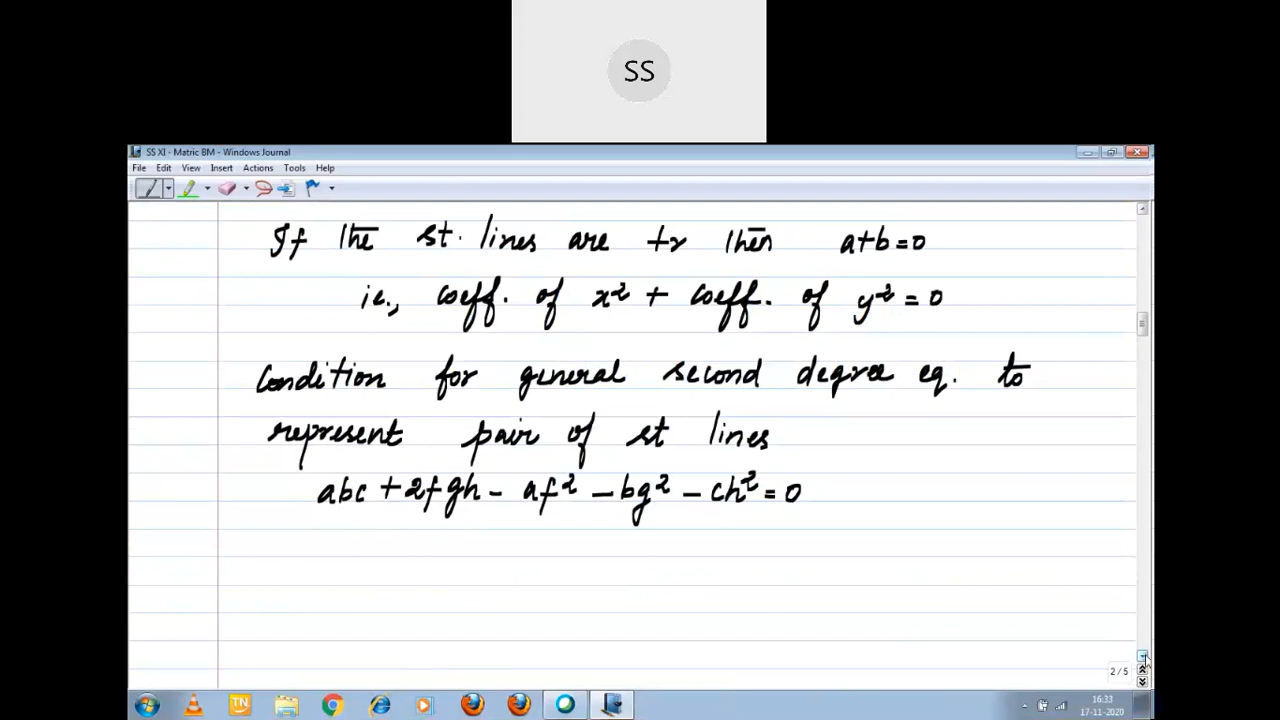 SS
SS XI - Matric BM - Windows Journal
File Edit View Insert Actions Tools Help
If the st. lines are ⊥r then a+b=0
ie., coeff. of x² + coeff. of y² = 0
Condition for general second degree eq. to
represent pair of st lines
abc + 2fgh - af² - bg² - ch² = 0
2 / 5
TN
16:33
17-11-2020